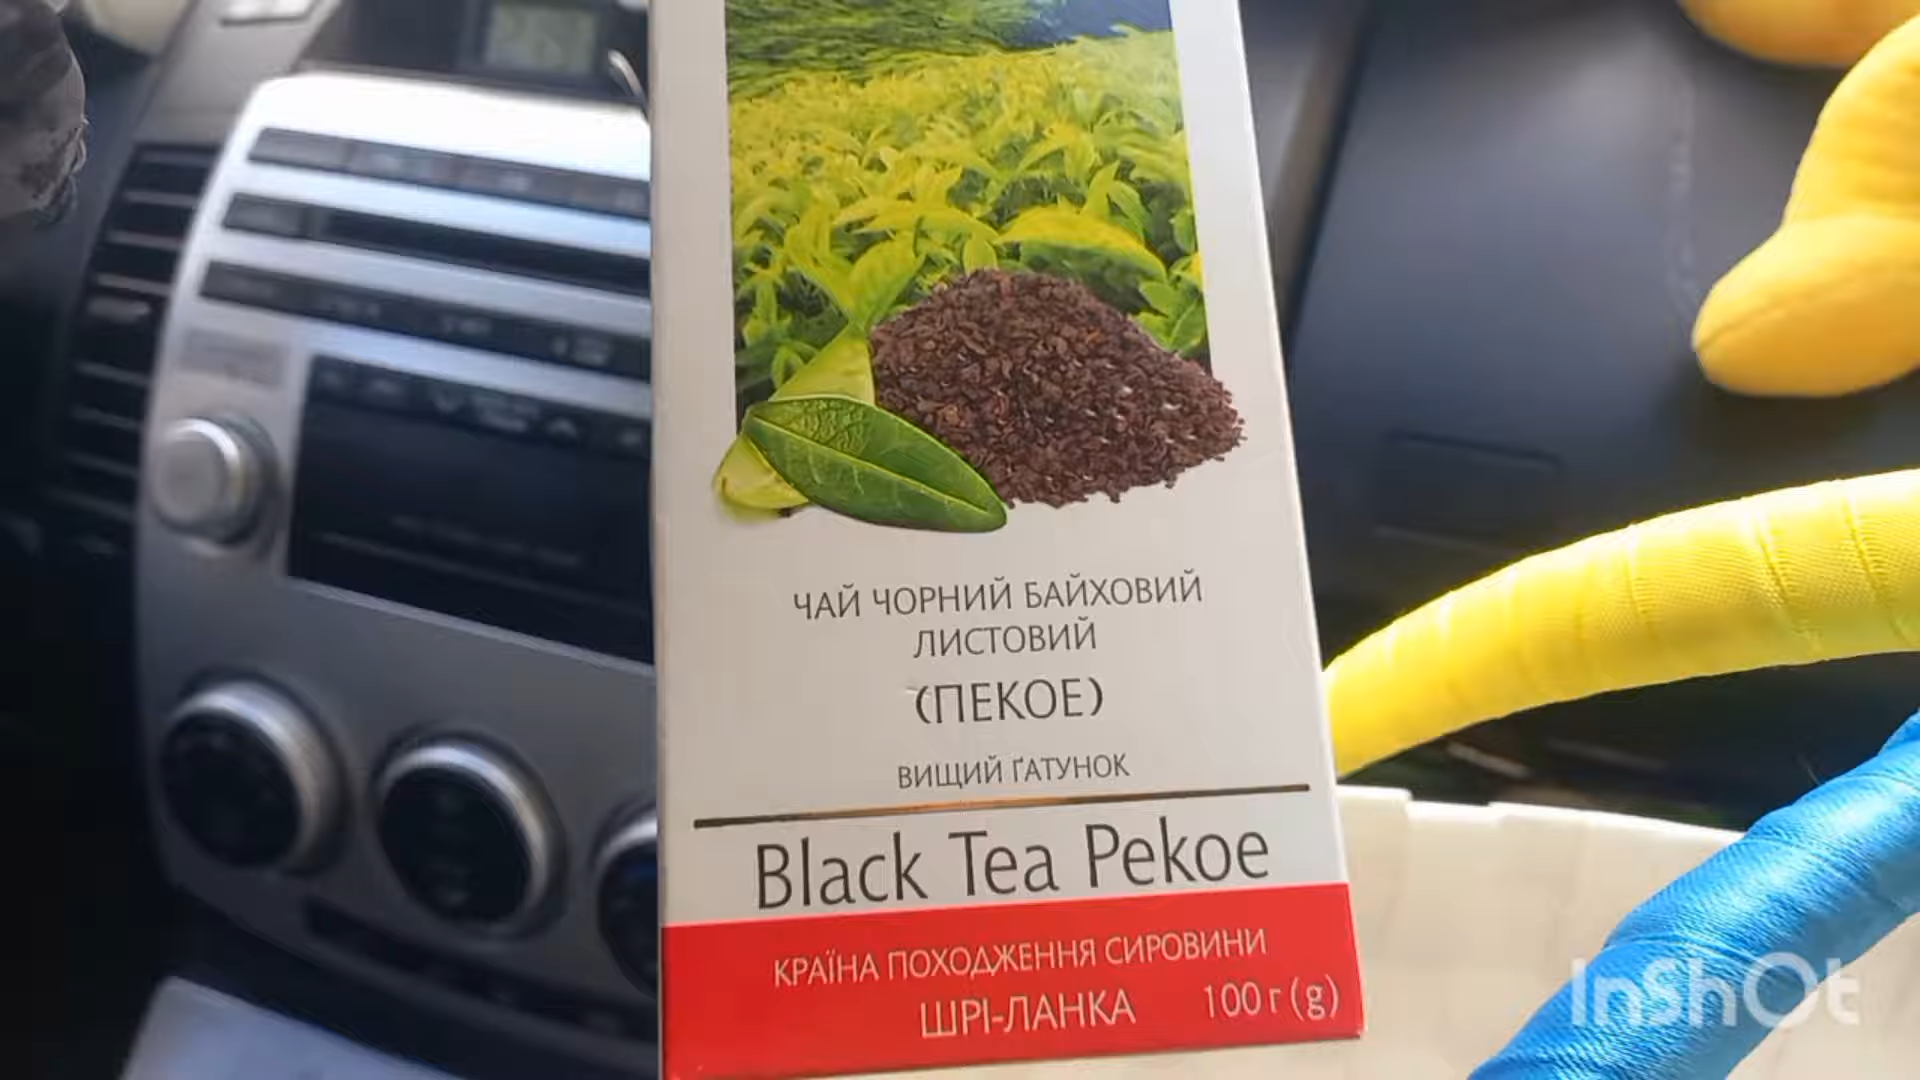 ЧАЙ ЧОРНИЙ БАЙХОВИЙ
ЛИСТОВИЙ
(ПЕКОЕ)
ВИЩИЙ ҐАТУНОК
Black Tea Pekoe
КРАЇНА ПОХОДЖЕННЯ СИРОВИНИ
ШРІ-ЛАНКА 100 г (g)
InShOt